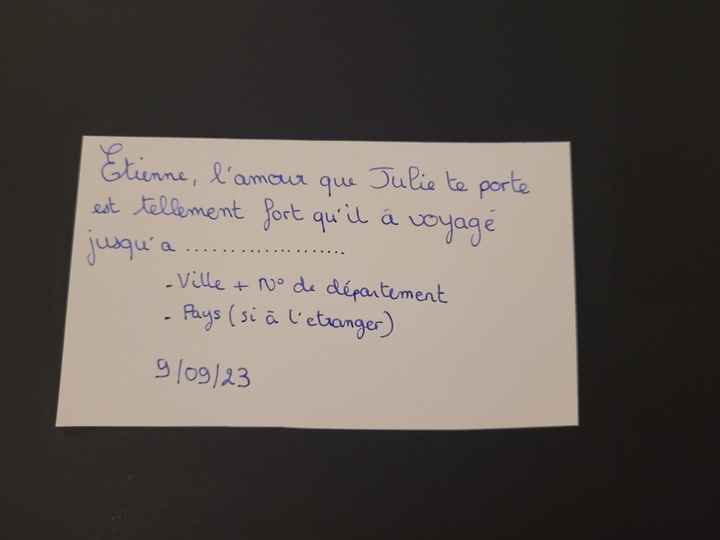 Etienne, l'amour que Julie te porte
est tellement fort qu'il à voyagé
jusqu'a ...................
- Ville + N° de département
- Pays (si à l'etranger)
9/09/23